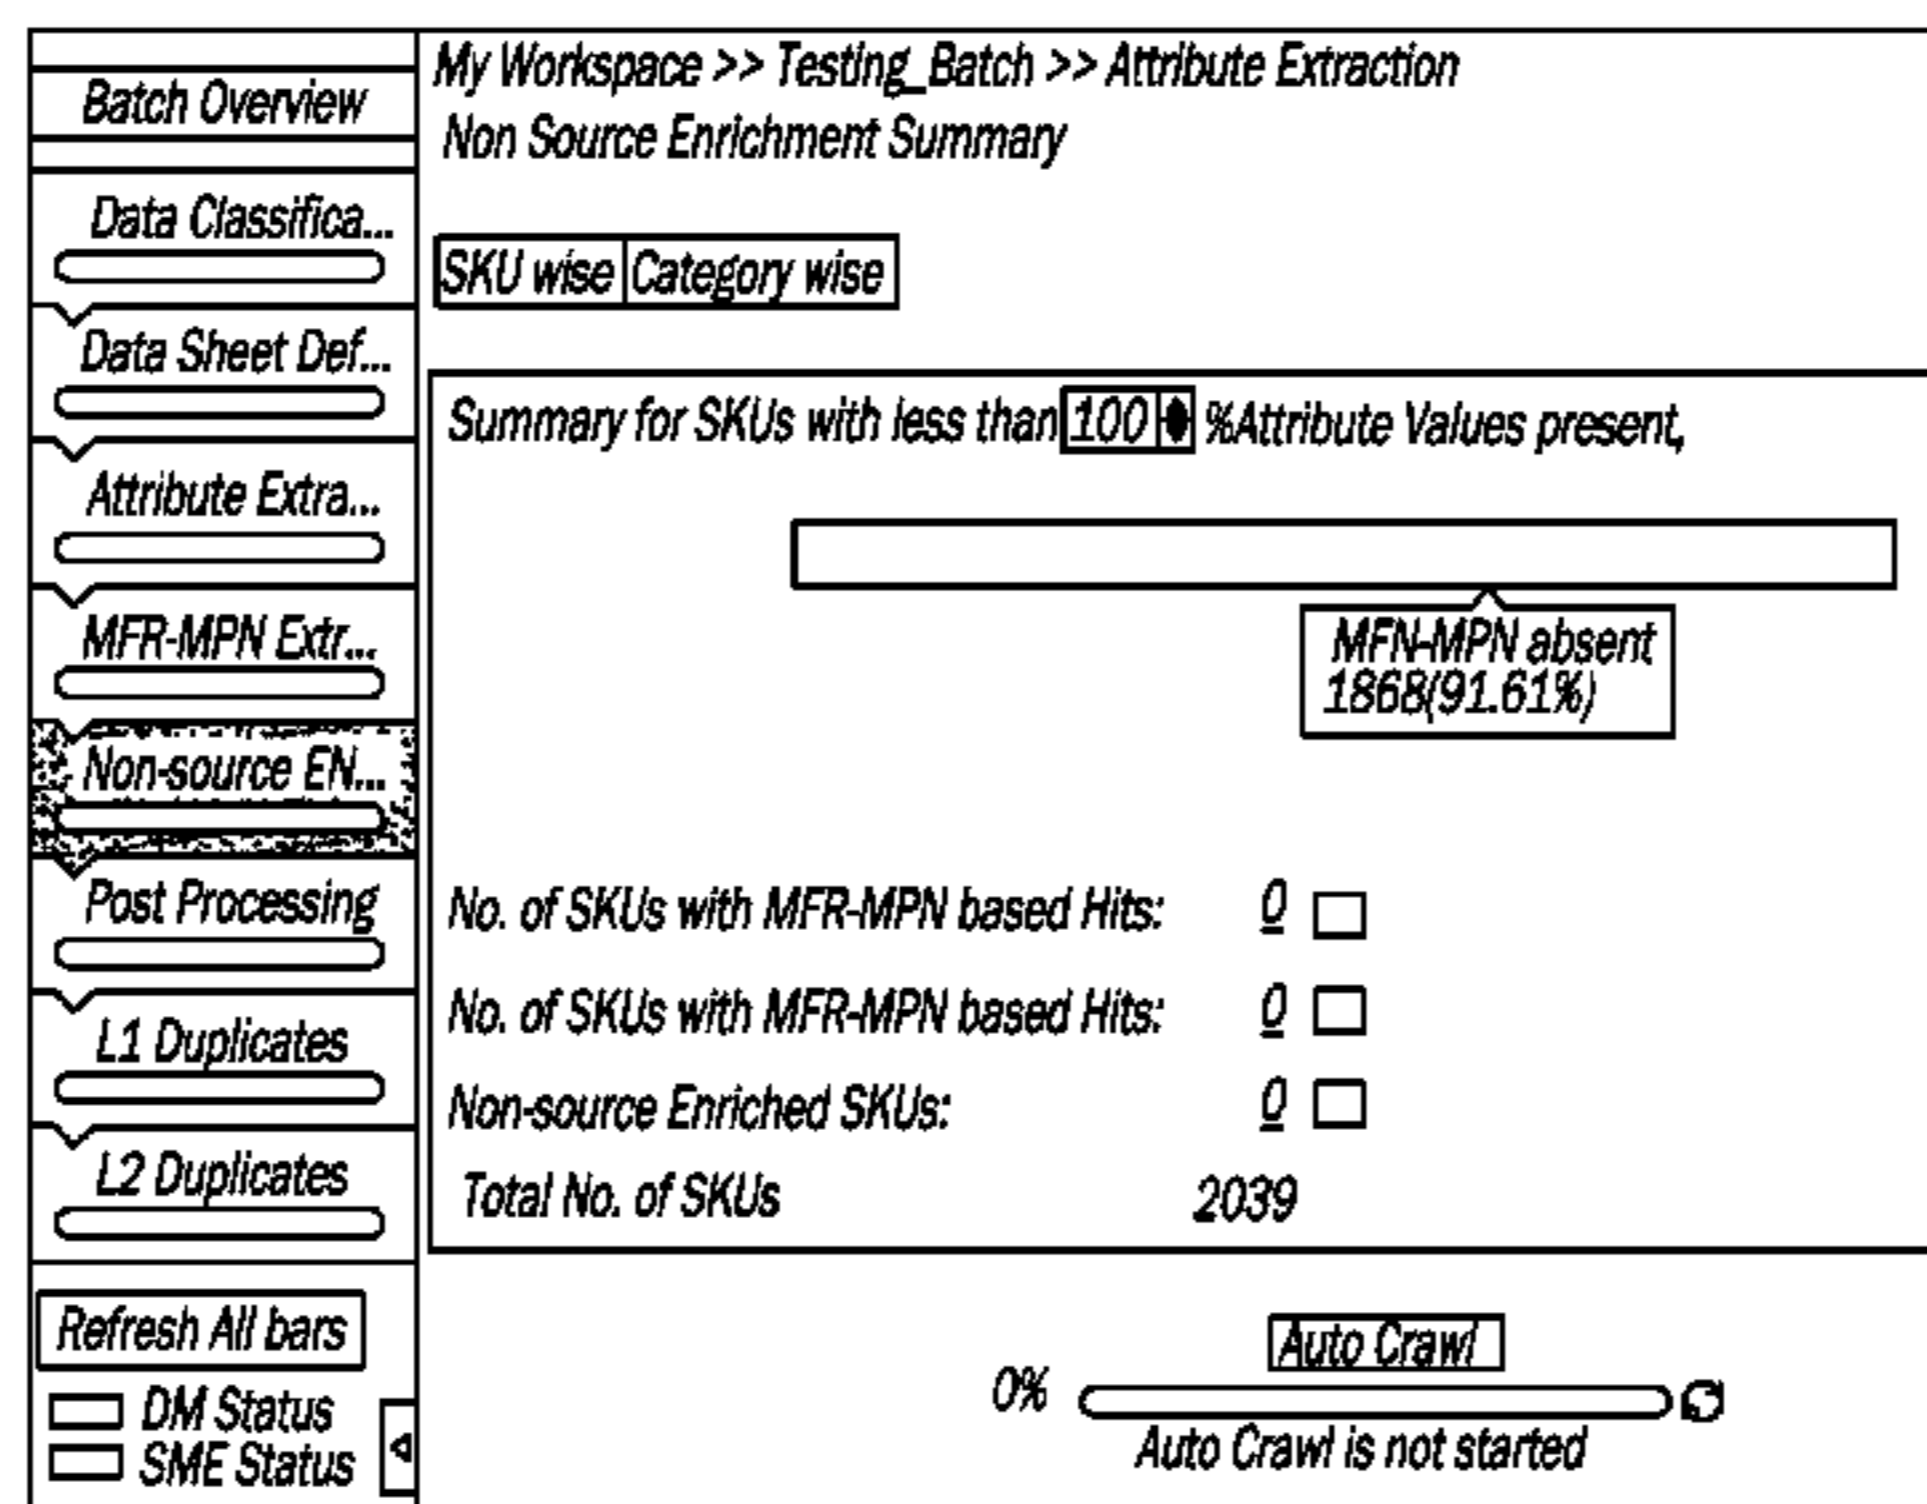 Batch Overview
Data Classifica...
Data Sheet Def...
Attribute Extra...
MFR-MPN Extr...
Non-source EN...
Post Processing
L1 Duplicates
L2 Duplicates
Refresh All bars
DM Status
SME Status
My Workspace >> Testing_Batch >> Attribute Extraction
Non Source Enrichment Summary
SKU wise Category wise
Summary for SKUs with less than 100 %Attribute Values present,
MFN-MPN absent
1868(91.61%)
No. of SKUs with MFR-MPN based Hits: 0
No. of SKUs with MFR-MPN based Hits: 0
Non-source Enriched SKUs: 0
Total No. of SKUs 2039
Auto Crawl
0%
Auto Crawl is not started